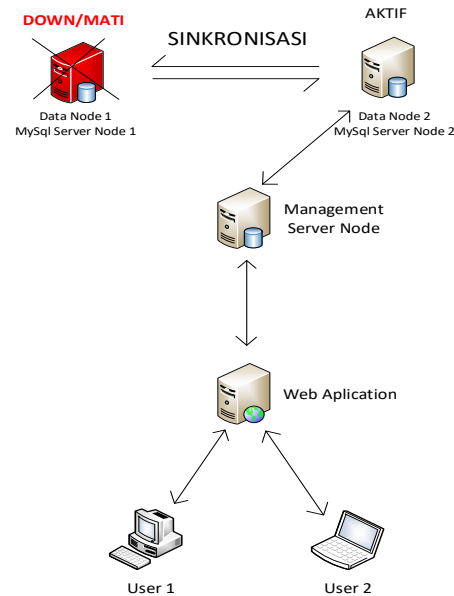 DOWN/MATI
SINKRONISASI
AKTIF
Data Node 1
MySql Server Node 1
Data Node 2
MySql Server Node 2
Management
Server Node
Web Aplication
User 1
User 2